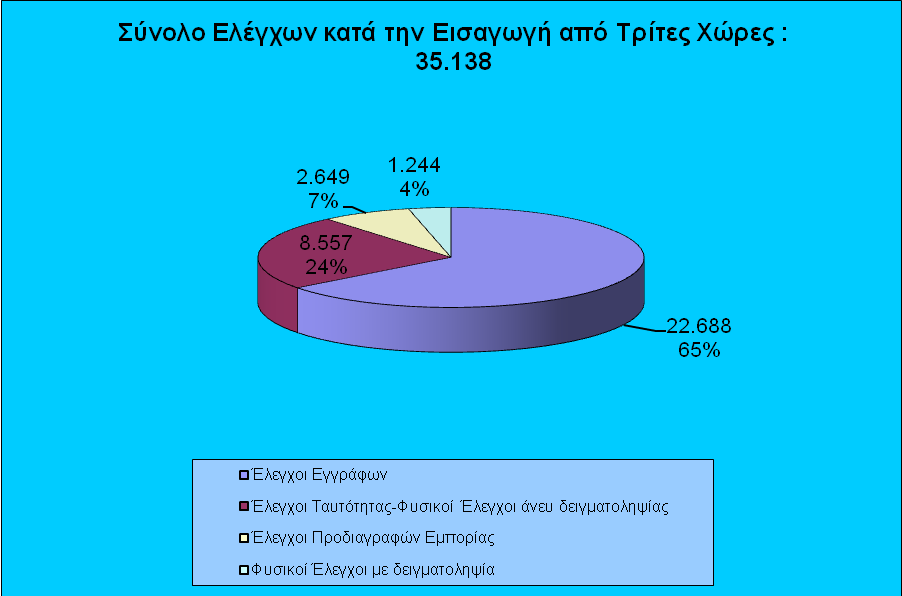 Σύνολο Ελέγχων κατά την Εισαγωγή από Τρίτες Χώρες :
35.138
1.244
4%
2.649
7%
8.557
24%
22.688
65%
Έλεγχοι Εγγράφων
Έλεγχοι Ταυτότητας-Φυσικοί Έλεγχοι άνευ δειγματοληψίας
Έλεγχοι Προδιαγραφών Εμπορίας
Φυσικοί Έλεγχοι με δειγματοληψία